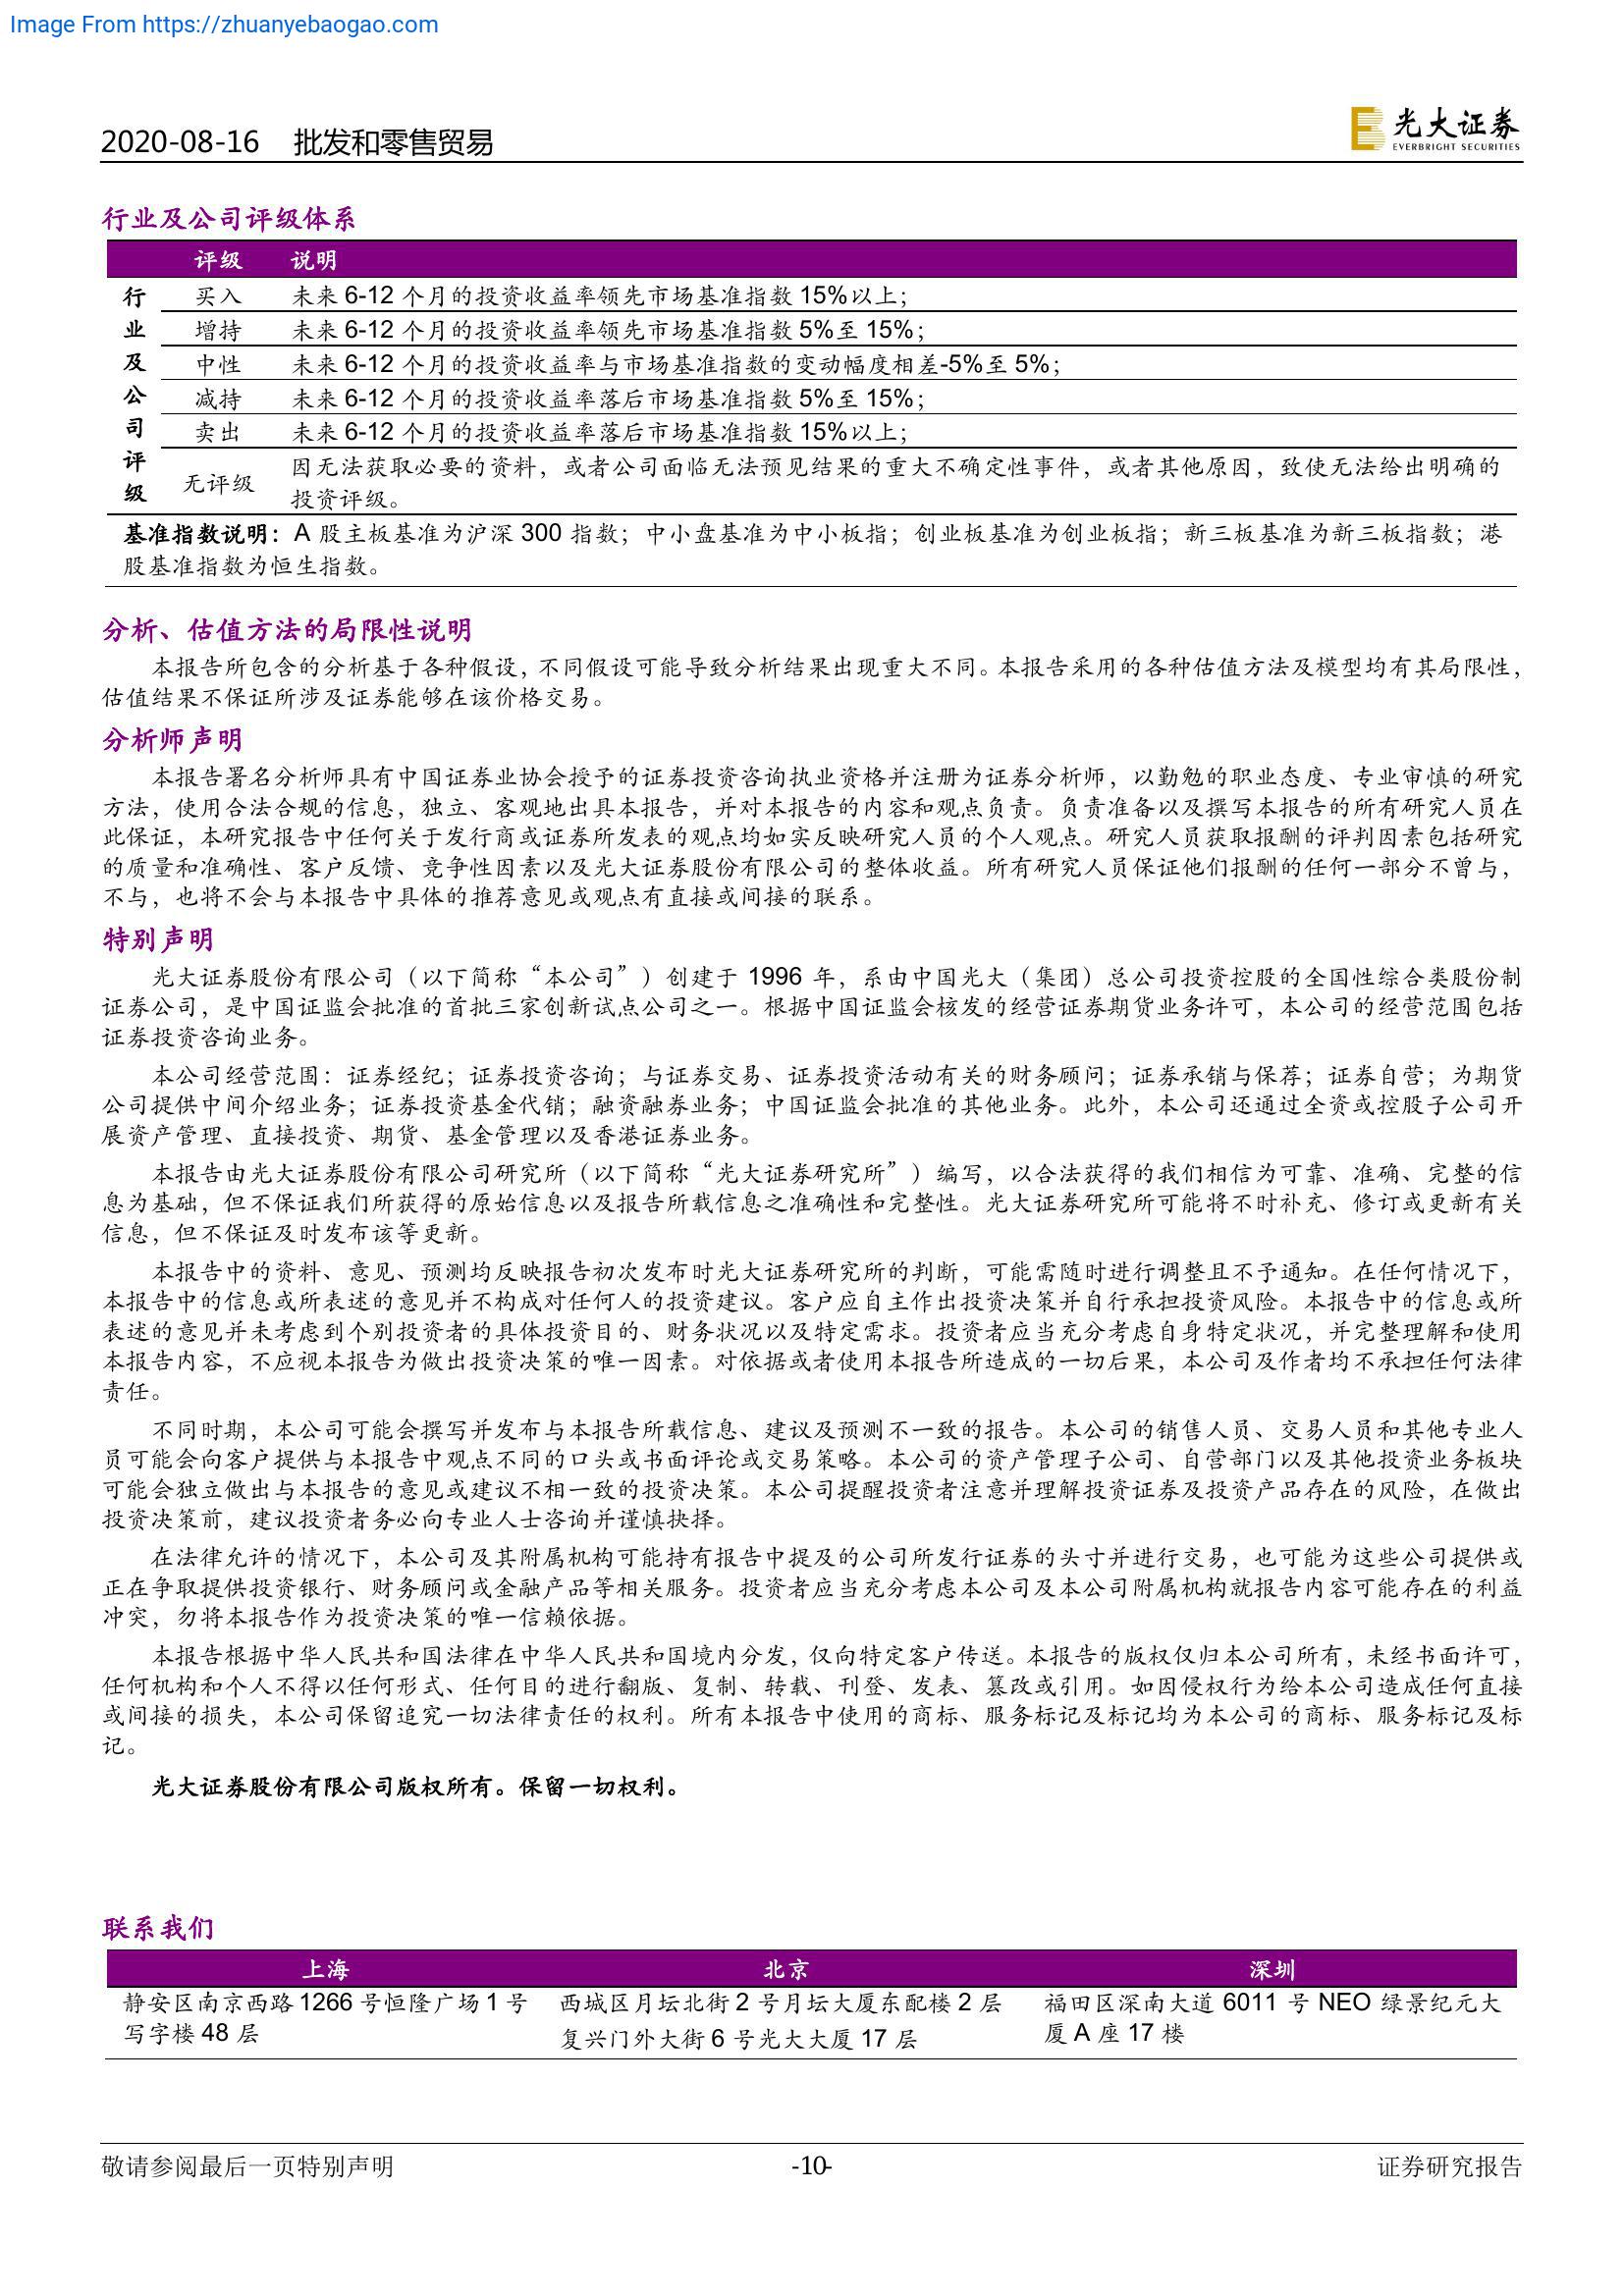 Image From https://zhuanyebaogao.com
2020-08-16 批发和零售贸易
光大证券
EVERBRIGHT SECURITIES
行业及公司评级体系
评级 说明
行业及公司评级
买入 未来 6-12 个月的投资收益率领先市场基准指数 15%以上；
增持 未来 6-12 个月的投资收益率领先市场基准指数 5%至 15%；
中性 未来 6-12 个月的投资收益率与市场基准指数的变动幅度相差-5%至 5%；
减持 未来 6-12 个月的投资收益率落后市场基准指数 5%至 15%；
卖出 未来 6-12 个月的投资收益率落后市场基准指数 15%以上；
无评级 因无法获取必要的资料，或者公司面临无法预见结果的重大不确定性事件，或者其他原因，致使无法给出明确的
投资评级。
基准指数说明：A 股主板基准为沪深 300 指数；中小盘基准为中小板指；创业板基准为创业板指；新三板基准为新三板指数；港
股基准指数为恒生指数。
分析、估值方法的局限性说明
本报告所包含的分析基于各种假设，不同假设可能导致分析结果出现重大不同。本报告采用的各种估值方法及模型均有其局限性，
估值结果不保证所涉及证券能够在该价格交易。
分析师声明
本报告署名分析师具有中国证券业协会授予的证券投资咨询执业资格并注册为证券分析师，以勤勉的职业态度、专业审慎的研究
方法，使用合法合规的信息，独立、客观地出具本报告，并对本报告的内容和观点负责。负责准备以及撰写本报告的所有研究人员在
此保证，本研究报告中任何关于发行商或证券所发表的观点均如实反映研究人员的个人观点。研究人员获取报酬的评判因素包括研究
的质量和准确性、客户反馈、竞争性因素以及光大证券股份有限公司的整体收益。所有研究人员保证他们报酬的任何一部分不曾与，
不与，也将不会与本报告中具体的推荐意见或观点有直接或间接的联系。
特别声明
光大证券股份有限公司（以下简称“本公司”）创建于 1996 年，系由中国光大（集团）总公司投资控股的全国性综合类股份制
证券公司，是中国证监会批准的首批三家创新试点公司之一。根据中国证监会核发的经营证券期货业务许可，本公司的经营范围包括
证券投资咨询业务。
本公司经营范围：证券经纪；证券投资咨询；与证券交易、证券投资活动有关的财务顾问；证券承销与保荐；证券自营；为期货
公司提供中间介绍业务；证券投资基金代销；融资融券业务；中国证监会批准的其他业务。此外，本公司还通过全资或控股子公司开
展资产管理、直接投资、期货、基金管理以及香港证券业务。
本报告由光大证券股份有限公司研究所（以下简称“光大证券研究所”）编写，以合法获得的我们相信为可靠、准确、完整的信
息为基础，但不保证我们所获得的原始信息以及报告所载信息之准确性和完整性。光大证券研究所可能将不时补充、修订或更新有关
信息，但不保证及时发布该等更新。
本报告中的资料、意见、预测均反映报告初次发布时光大证券研究所的判断，可能需随时进行调整且不予通知。在任何情况下，
本报告中的信息或所表述的意见并不构成对任何人的投资建议。客户应自主作出投资决策并自行承担投资风险。本报告中的信息或所
表述的意见并未考虑到个别投资者的具体投资目的、财务状况以及特定需求。投资者应当充分考虑自身特定状况，并完整理解和使用
本报告内容，不应视本报告为做出投资决策的唯一因素。对依据或者使用本报告所造成的一切后果，本公司及作者均不承担任何法律
责任。
不同时期，本公司可能会撰写并发布与本报告所载信息、建议及预测不一致的报告。本公司的销售人员、交易人员和其他专业人
员可能会向客户提供与本报告中观点不同的口头或书面评论或交易策略。本公司的资产管理子公司、自营部门以及其他投资业务板块
可能会独立做出与本报告的意见或建议不相一致的投资决策。本公司提醒投资者注意并理解投资证券及投资产品存在的风险，在做出
投资决策前，建议投资者务必向专业人士咨询并谨慎抉择。
在法律允许的情况下，本公司及其附属机构可能持有报告中提及的公司所发行证券的头寸并进行交易，也可能为这些公司提供或
正在争取提供投资银行、财务顾问或金融产品等相关服务。投资者应当充分考虑本公司及本公司附属机构就报告内容可能存在的利益
冲突，勿将本报告作为投资决策的唯一信赖依据。
本报告根据中华人民共和国法律在中华人民共和国境内分发，仅向特定客户传送。本报告的版权仅归本公司所有，未经书面许可，
任何机构和个人不得以任何形式、任何目的进行翻版、复制、转载、刊登、发表、篡改或引用。如因侵权行为给本公司造成任何直接
或间接的损失，本公司保留追究一切法律责任的权利。所有本报告中使用的商标、服务标记及标记均为本公司的商标、服务标记及标
记。
光大证券股份有限公司版权所有。保留一切权利。
联系我们
上海 北京 深圳
静安区南京西路 1266 号恒隆广场 1 号
写字楼 48 层
西城区月坛北街 2 号月坛大厦东配楼 2 层
复兴门外大街 6 号光大大厦 17 层
福田区深南大道 6011 号 NEO 绿景纪元大
厦 A 座 17 楼
敬请参阅最后一页特别声明 -10- 证券研究报告